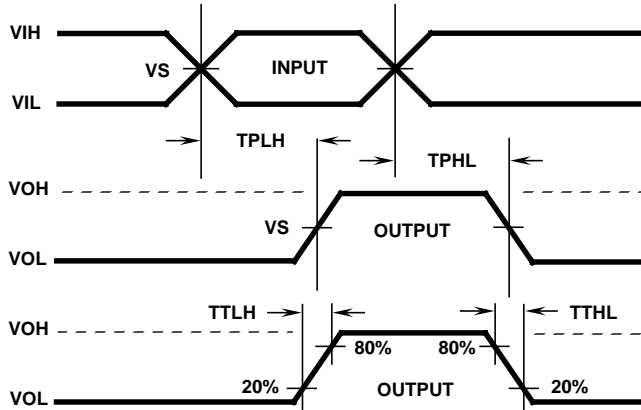 VIH
VS INPUT
VIL
TPLH TPHL
VOH
VS OUTPUT
VOL
TTLH TTHL
VOH
80% 80%
20% OUTPUT 20%
VOL